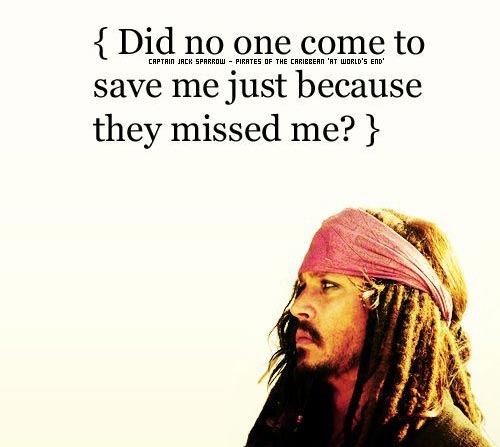 { Did no one come to
CAPTAIN JACK SPARROW - PIRATES OF THE CARIBBEAN 'AT WORLD'S END'
save me just because
they missed me? }